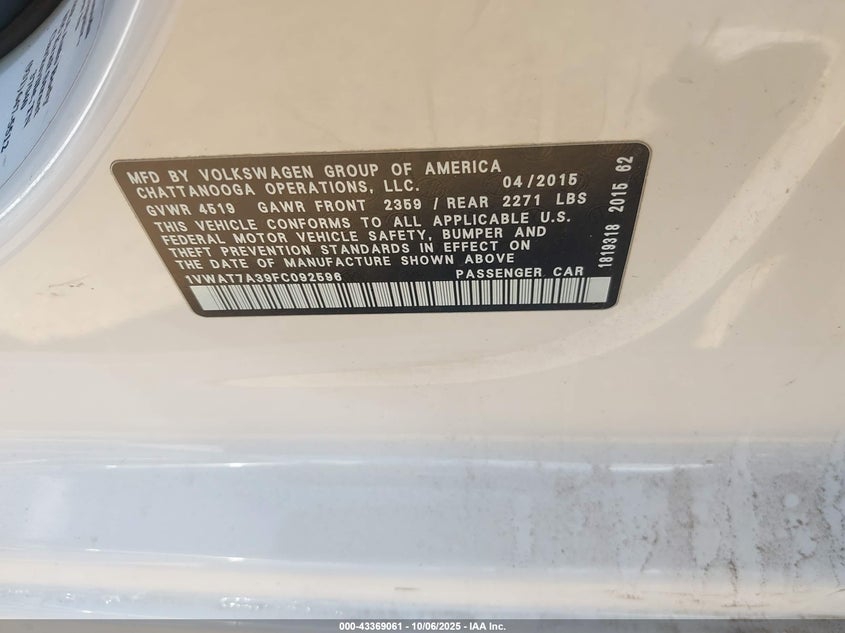 MFD BY VOLKSWAGEN GROUP OF AMERICA
CHATTANOOGA OPERATIONS, LLC. 04/2015
GVWR 4519 GAWR FRONT 2359 / REAR 2271 LBS
THIS VEHICLE CONFORMS TO ALL APPLICABLE U.S.
FEDERAL MOTOR VEHICLE SAFETY, BUMPER AND
THEFT PREVENTION STANDARDS IN EFFECT ON
THE DATE OF MANUFACTURE SHOWN ABOVE
1VWAT7A39FC092596 PASSENGER CAR
1819318 2015 62
000-43369061 - 10/06/2025 - IAA Inc.